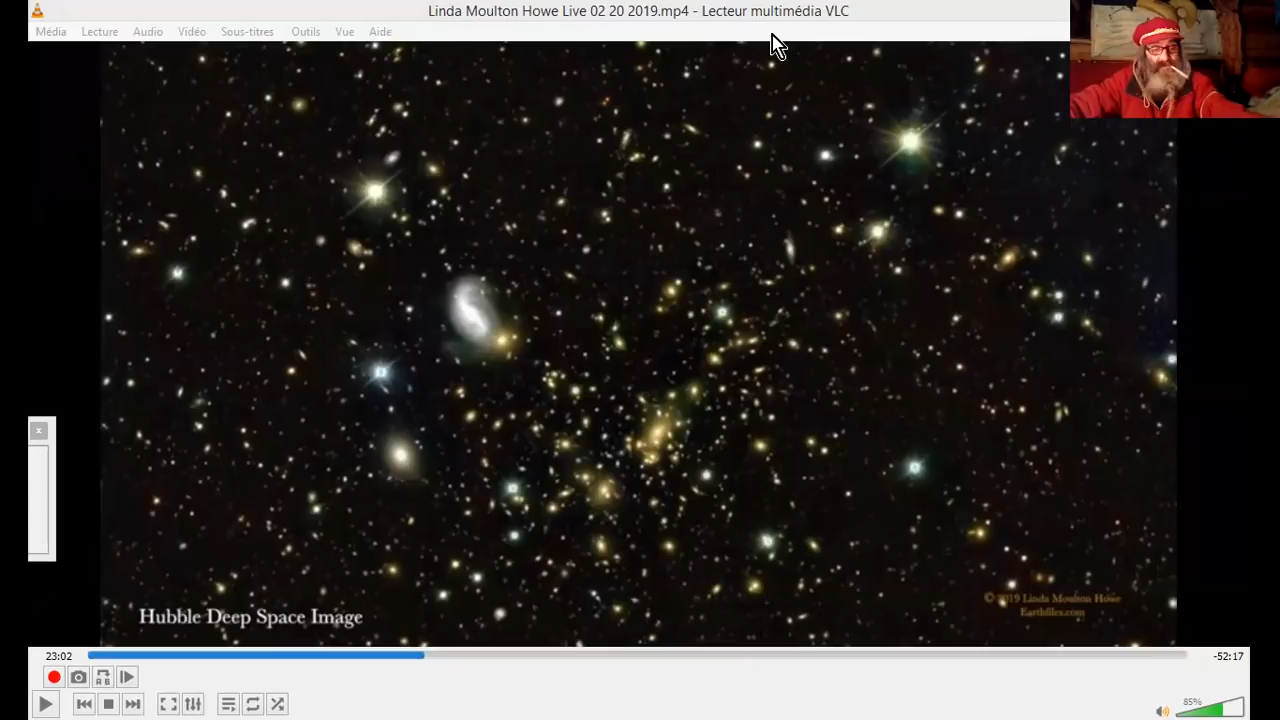 Linda Moulton Howe Live 02 20 2019.mp4 - Lecteur multimédia VLC
Média Lecture Audio Vidéo Sous-titres Outils Vue Aide
Hubble Deep Space Image
© 2019 Linda Moulton Howe
Earthfiles.com
23:02
-52:17
A B
85%